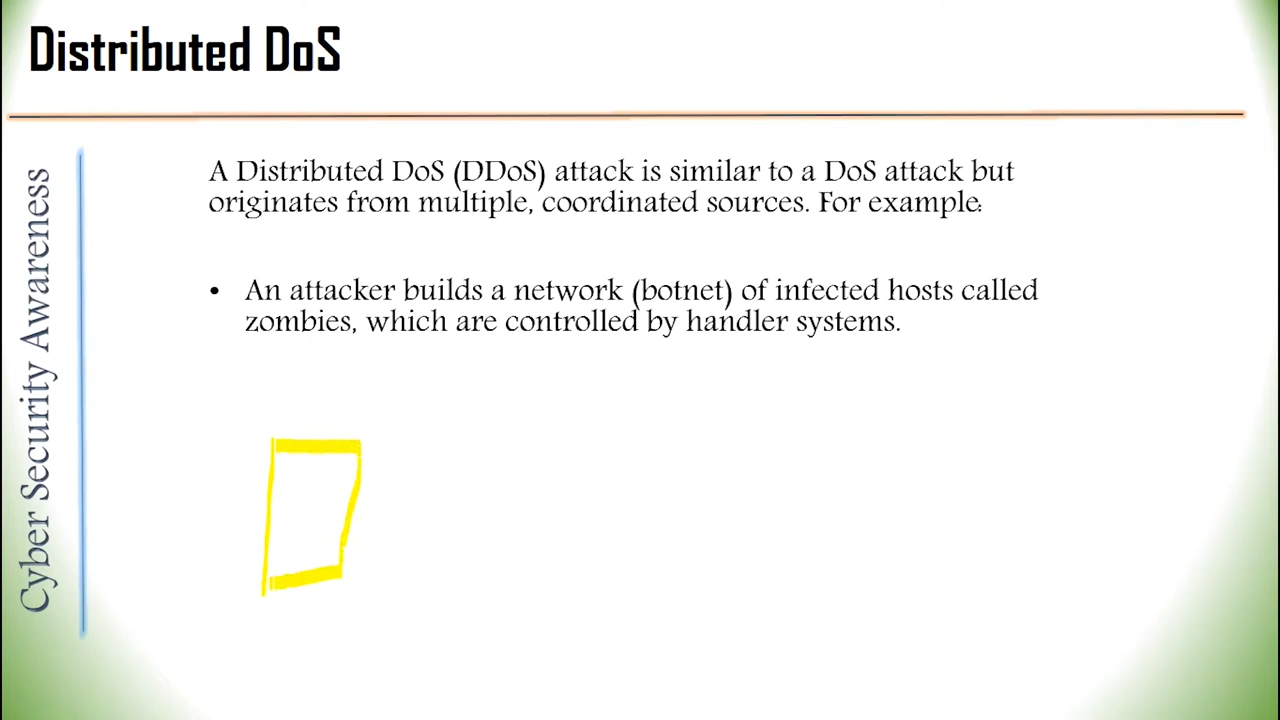 Distributed DoS
Cyber Security Awareness
A Distributed DoS (DDoS) attack is similar to a DoS attack but
originates from multiple, coordinated sources. For example:
• An attacker builds a network (botnet) of infected hosts called
zombies, which are controlled by handler systems.